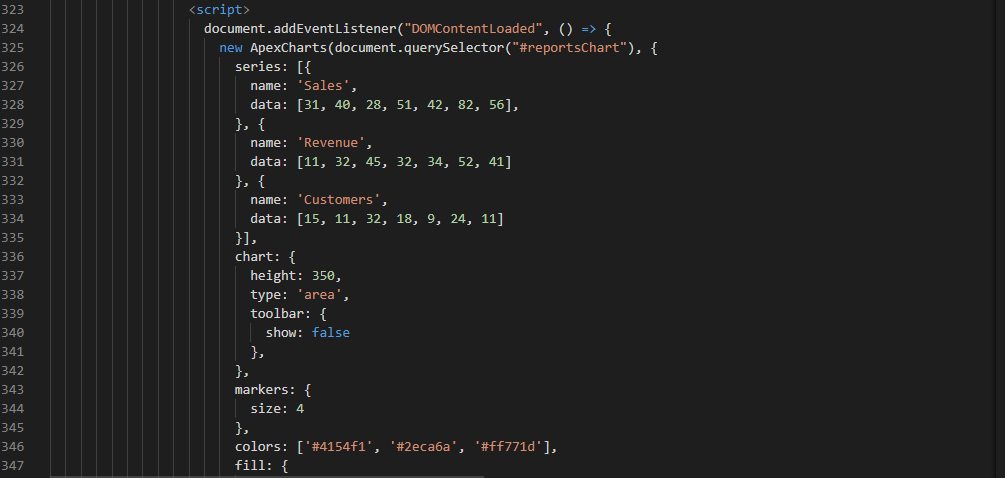 323 <script>
324 document.addEventListener("DOMContentLoaded", () => {
325 new ApexCharts(document.querySelector("#reportsChart"), {
326 series: [{
327 name: 'Sales',
328 data: [31, 40, 28, 51, 42, 82, 56],
329 }, {
330 name: 'Revenue',
331 data: [11, 32, 45, 32, 34, 52, 41]
332 }, {
333 name: 'Customers',
334 data: [15, 11, 32, 18, 9, 24, 11]
335 }],
336 chart: {
337 height: 350,
338 type: 'area',
339 toolbar: {
340 show: false
341 },
342 },
343 markers: {
344 size: 4
345 },
346 colors: ['#4154f1', '#2eca6a', '#ff771d'],
347 fill: {